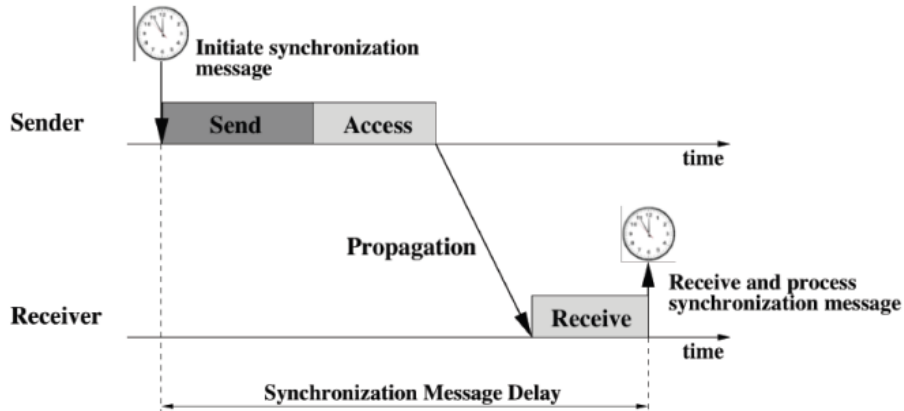 Initiate synchronization
message
Sender
Send
Access
time
Propagation
Receive and process
synchronization message
Receiver
Receive
time
Synchronization Message Delay